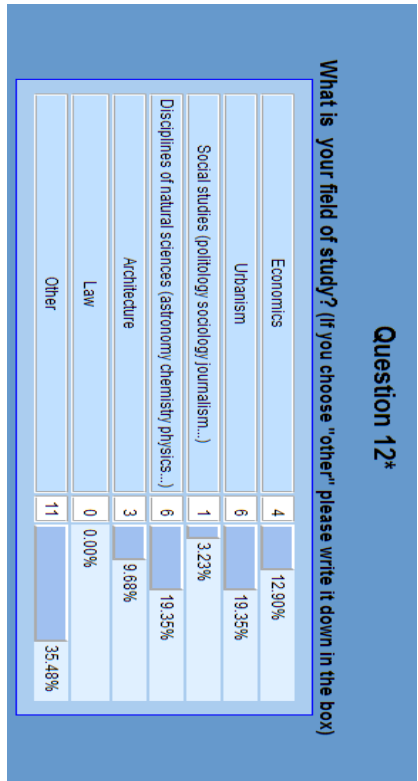 Question 12*
What is your field of study? (If you choose "other" please write it down in the box)
Economics 4 12.90%
Urbanism 6 19.35%
Social studies (politology sociology journalism...) 1 3.23%
Disciplines of natural sciences (astronomy chemistry physics...) 6 19.35%
Architecture 3 9.68%
Law 0 0.00%
Other 11 35.48%